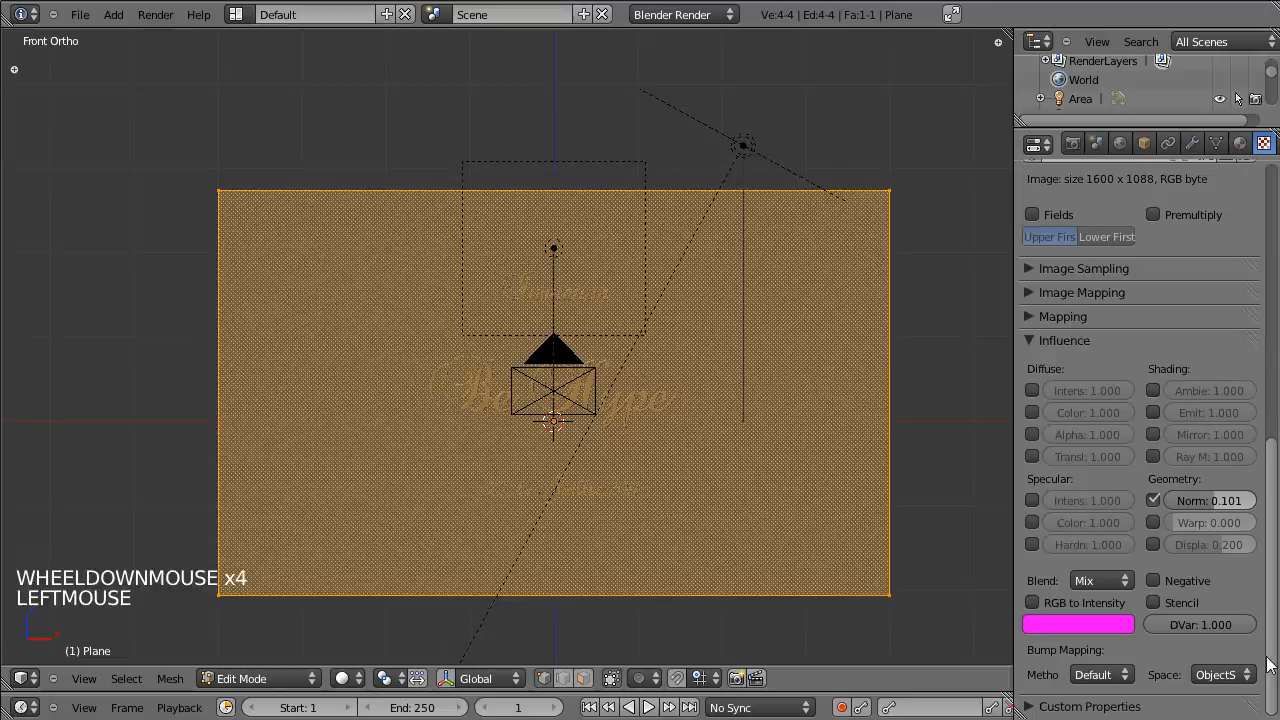 File Add Render Help Default Scene Blender Render Ve:4-4 | Ed:4-4 | Fa:1-1 | Plane
Front Ortho
View Search All Scenes
RenderLayers |
World
Area |
Image: size 1600 x 1088, RGB byte
Fields Premultiply
Upper Firs Lower First
Image Sampling
Image Mapping
Mapping
Influence
Diffuse: Shading:
Intens: 1.000 Ambie: 1.000
Color: 1.000 Emit: 1.000
Alpha: 1.000 Mirror: 1.000
Transl: 1.000 Ray M: 1.000
Specular: Geometry:
Intens: 1.000 Norm: 0.101
Color: 1.000 Warp: 0.000
Hardn: 1.000 Displa: 0.200
Blend: Mix Negative
RGB to Intensity Stencil
DVar: 1.000
Bump Mapping:
Metho Default Space: ObjectS
Custom Properties
WHEELDOWNMOUSE x4
LEFTMOUSE
x
(1) Plane
View Select Mesh Edit Mode Global
View Frame Playback Start: 1 End: 250 1 No Sync